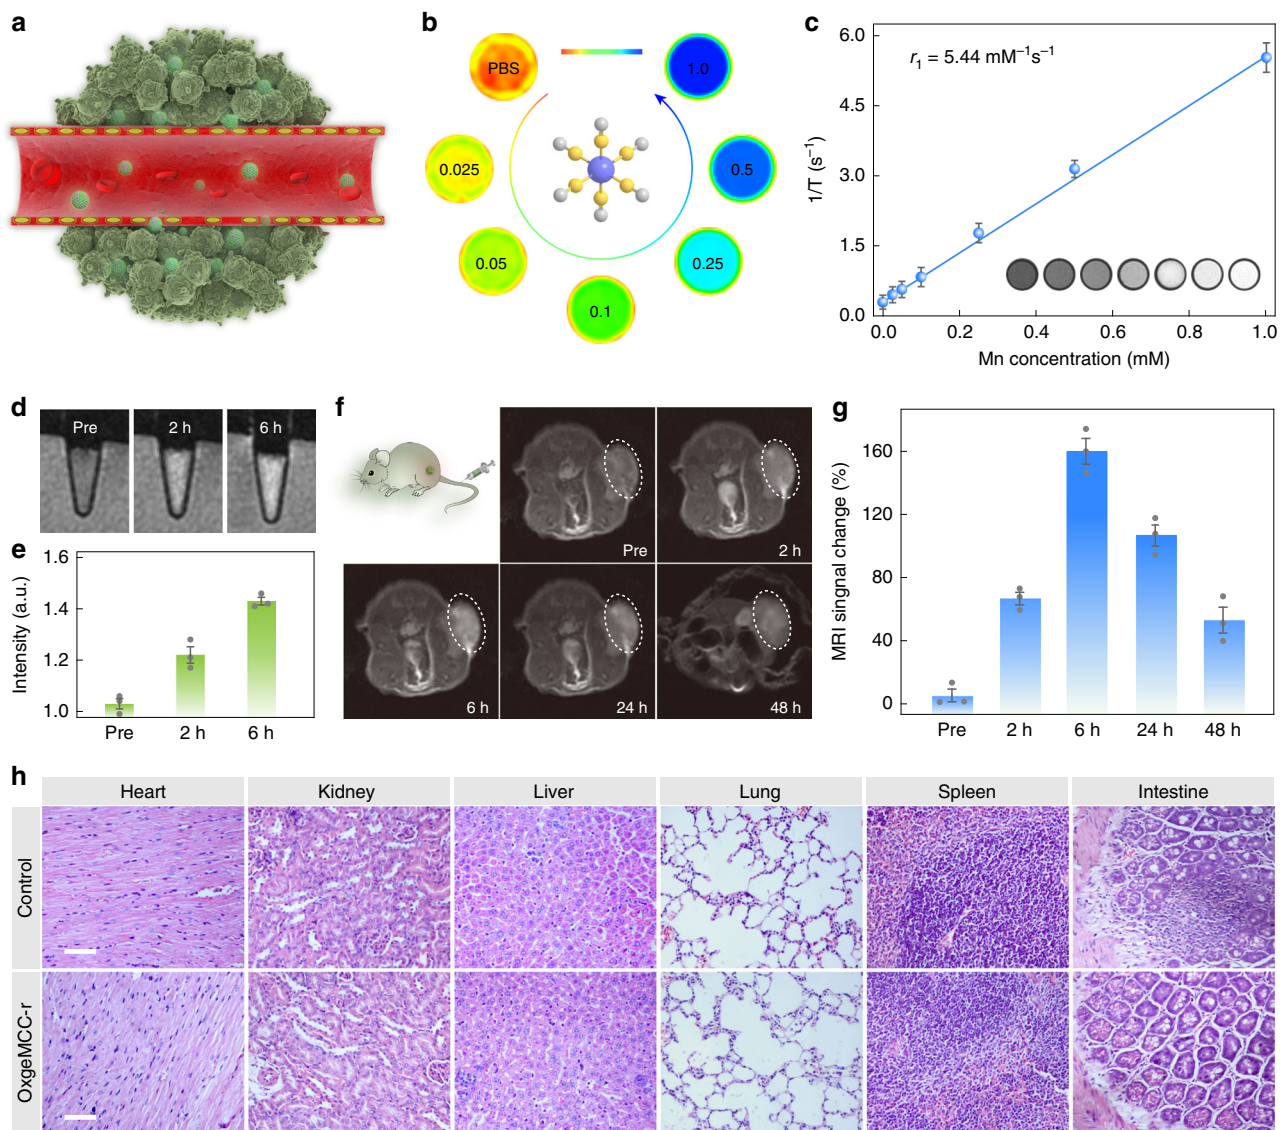 a
b
PBS
1.0
0.025
0.5
0.05
0.25
0.1
c
r₁ = 5.44 mM⁻¹s⁻¹
1/T (s⁻¹)
6.0
4.5
3.0
1.5
0.0
0.0 0.2 0.4 0.6 0.8 1.0
Mn concentration (mM)
d
Pre 2 h 6 h
e
Intensity (a.u.)
1.6
1.4
1.2
1.0
Pre 2 h 6 h
f
Pre
2 h
6 h
24 h
48 h
g
MRI singnal change (%)
160
120
80
40
0
Pre 2 h 6 h 24 h 48 h
h
Heart Kidney Liver Lung Spleen Intestine
Control
OxgeMCC-r